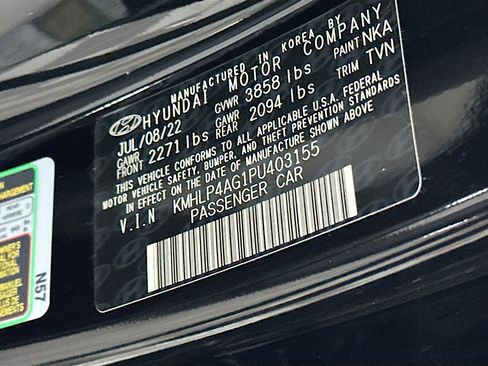 MANUFACTURED IN KOREA BY
HYUNDAI MOTOR COMPANY
JUL/08/22 GVWR 3858 lbs PAINT NKA
GAWR FRONT 2271 lbs GAWR REAR 2094 lbs TRIM TVN
THIS VEHICLE CONFORMS TO ALL APPLICABLE U.S.A. FEDERAL
MOTOR VEHICLE SAFETY, BUMPER, AND THEFT PREVENTION STANDARDS
IN EFFECT ON THE DATE OF MANUFACTURE SHOWN ABOVE
V.I.N KMHLP4AG1PU403155
PASSENGER CAR
N57